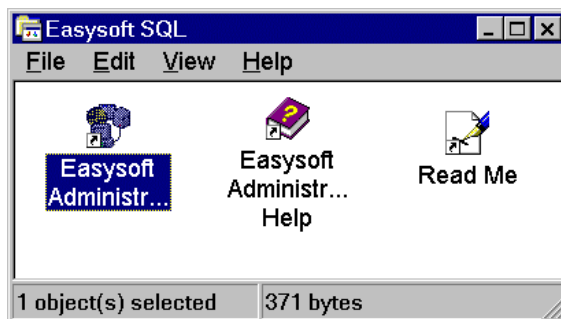 Easysoft SQL
File Edit View Help
Easysoft
Administr...
Easysoft
Administr...
Help
Read Me
1 object(s) selected 371 bytes